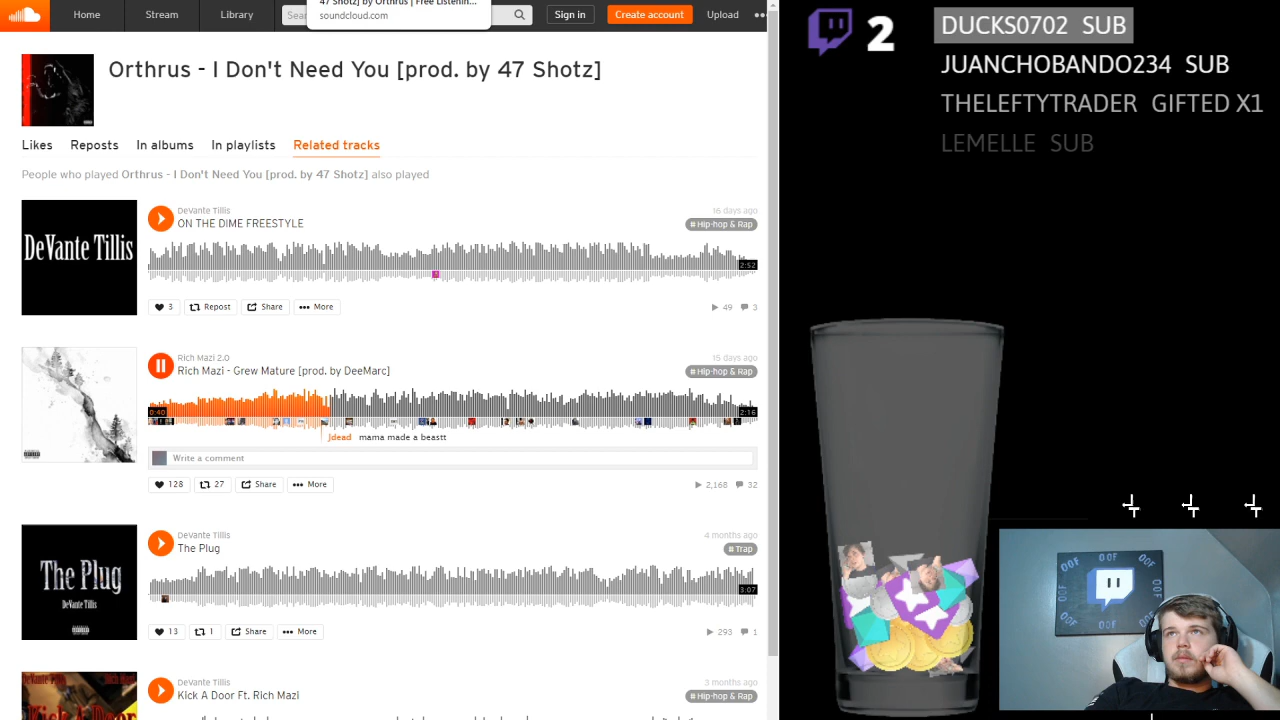 47 Shotz] by Orthrus | Free Listenin...
soundcloud.com
Home
Stream
Library
Sear
Sign in
Create account
Upload
Orthrus - I Don't Need You [prod. by 47 Shotz]
Likes
Reposts
In albums
In playlists
Related tracks
People who played Orthrus - I Don't Need You [prod. by 47 Shotz] also played
DeVante Tillis
DeVante Tillis
16 days ago
ON THE DIME FREESTYLE
# Hip-hop & Rap
2:52
3
Repost
Share
More
49
3
Rich Mazi 2.0
15 days ago
Rich Mazi - Grew Mature [prod. by DeeMarc]
# Hip-hop & Rap
0:40
2:16
Jdead mama made a beastt
Write a comment
128
27
Share
More
2,168
32
The Plug
DeVante Tillis
DeVante Tillis
4 months ago
The Plug
# Trap
3:07
13
1
Share
More
293
1
DeVante Tillis
3 months ago
Kick A Door Ft. Rich Mazi
# Hip-hop & Rap
2
DUCKS0702 SUB
JUANCHOBANDO234 SUB
THELEFTYTRADER GIFTED X1
LEMELLE SUB
OOF
OOF
OOF